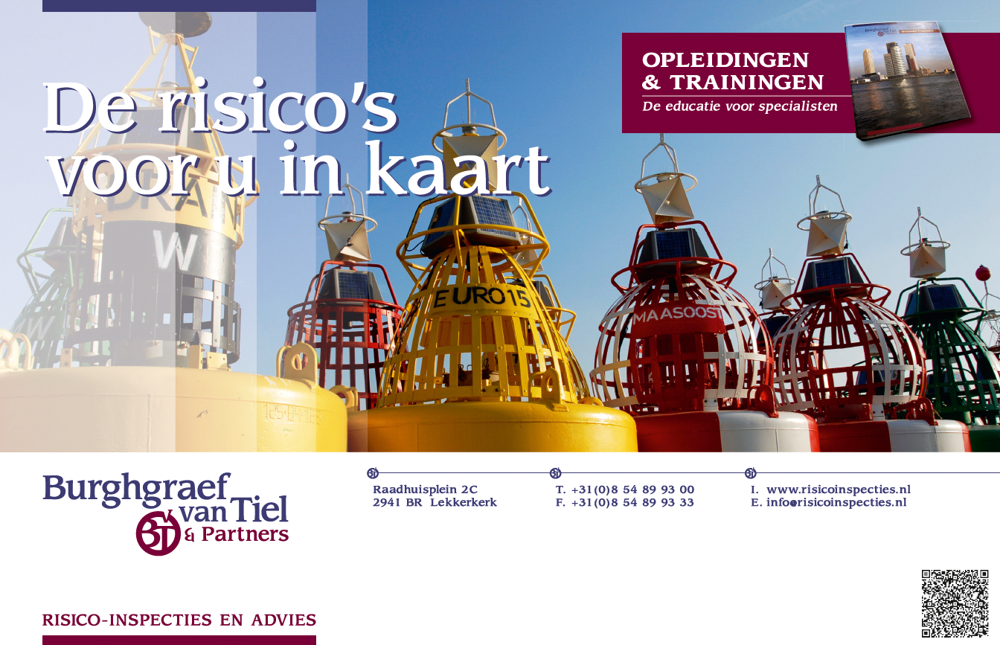 De risico's
voor u in kaart
OPLEIDINGEN
& TRAININGEN
De educatie voor specialisten
DRAN
W
W
EURO15
MAASOOST
Burghgraef
van Tiel
& Partners
Raadhuisplein 2C
2941 BR Lekkerkerk
T. +31(0)8 54 89 93 00
F. +31(0)8 54 89 93 33
I. www.risicoinspecties.nl
E. info@risicoinspecties.nl
RISICO-INSPECTIES EN ADVIES